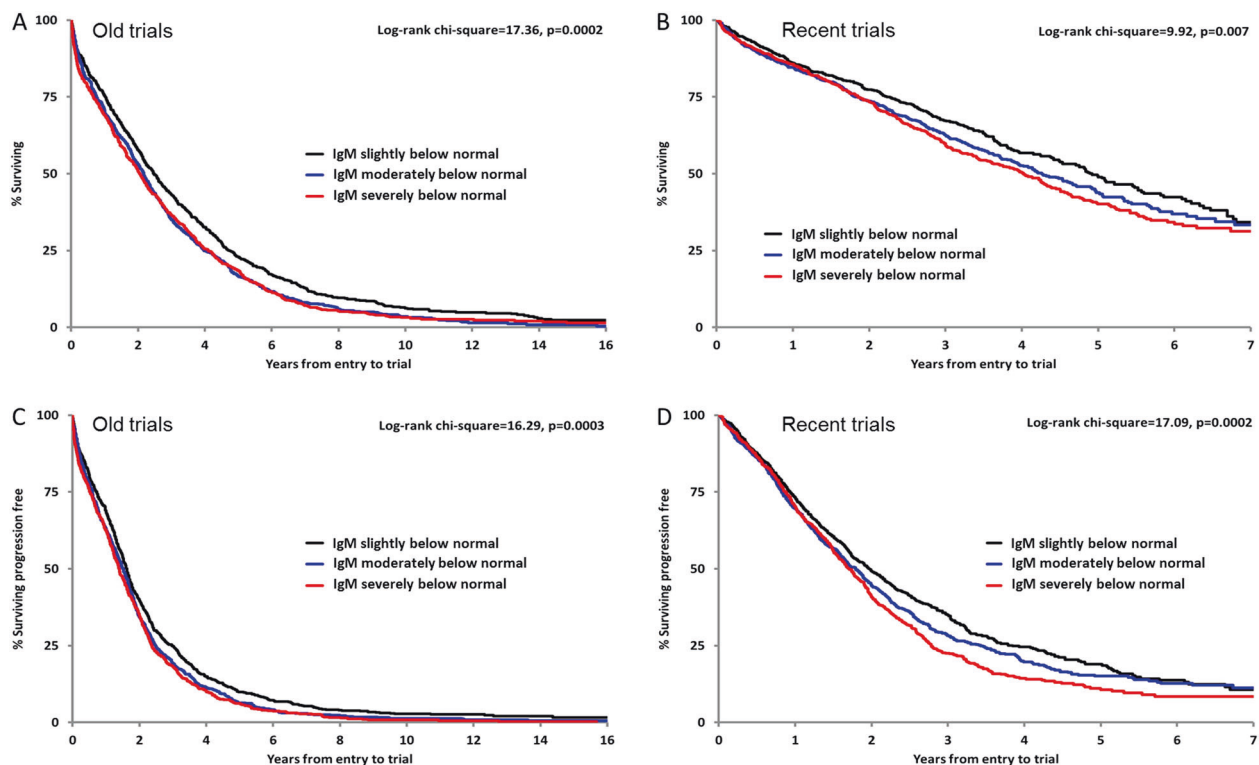 A
Old trials
Log-rank chi-square=17.36, p=0.0002
% Surviving
100
75
50
25
0
IgM slightly below normal
IgM moderately below normal
IgM severely below normal
0 2 4 6 8 10 12 14 16
Years from entry to trial
B
Recent trials
Log-rank chi-square=9.92, p=0.007
% Surviving
100
75
50
25
0
IgM slightly below normal
IgM moderately below normal
IgM severely below normal
0 1 2 3 4 5 6 7
Years from entry to trial
C
Old trials
Log-rank chi-square=16.29, p=0.0003
% Surviving progression free
100
75
50
25
0
IgM slightly below normal
IgM moderately below normal
IgM severely below normal
0 2 4 6 8 10 12 14 16
Years from entry to trial
D
Recent trials
Log-rank chi-square=17.09, p=0.0002
% Surviving progression free
100
75
50
25
0
IgM slightly below normal
IgM moderately below normal
IgM severely below normal
0 1 2 3 4 5 6 7
Years from entry to trial